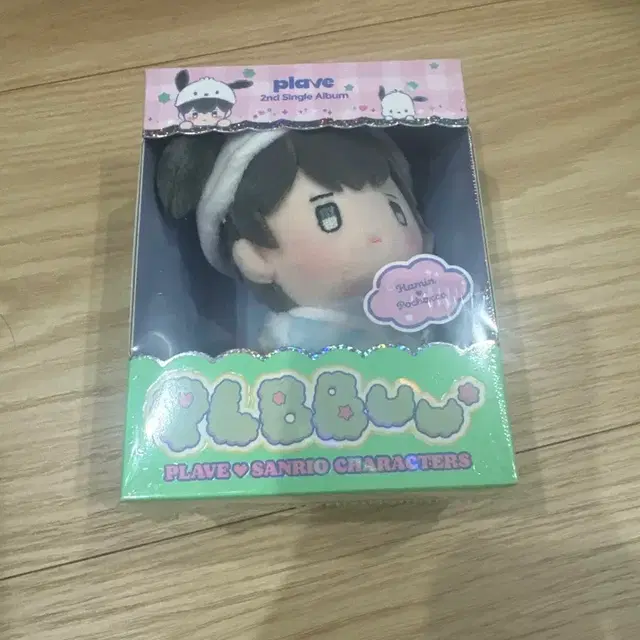 plave
2nd Single Album
Hamin
Pochacco
PLBBUU
PLAVE ♥ SANRIO CHARACTERS